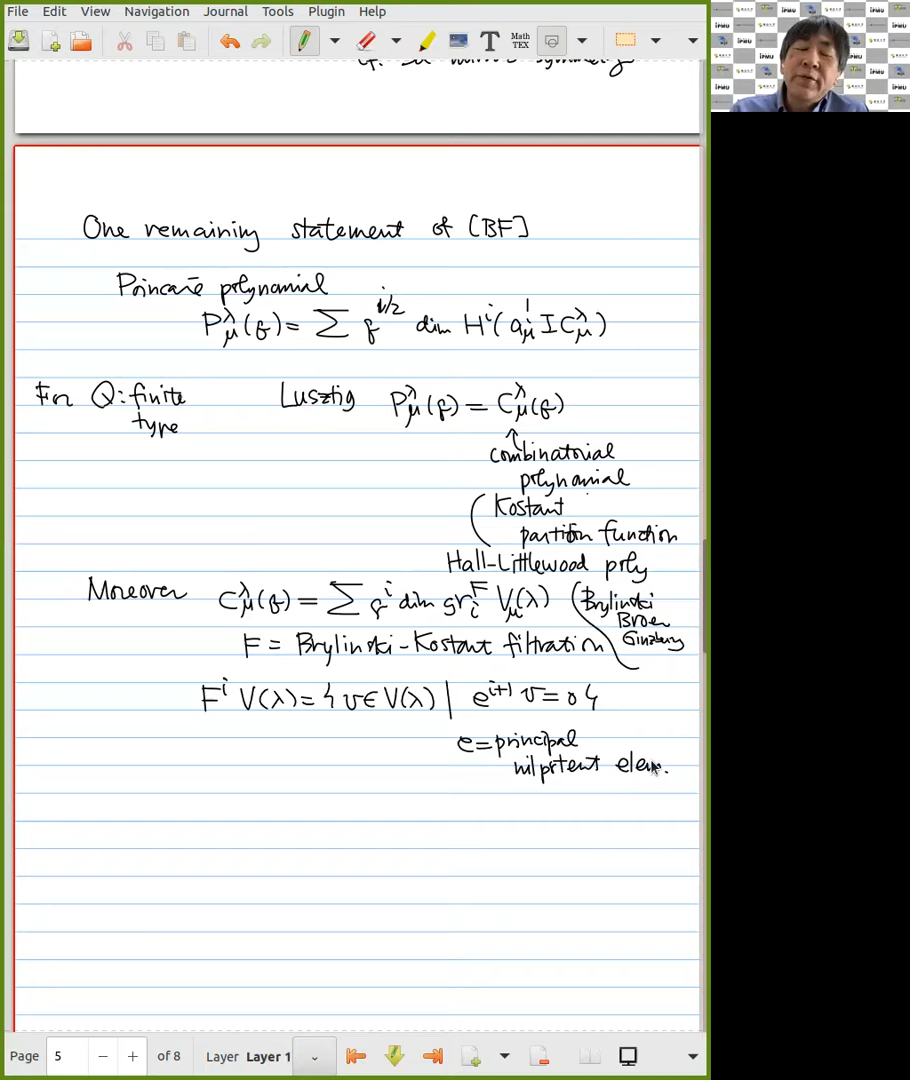 File Edit View Navigation Journal Tools Plugin Help
T Math TEX
One remaining statement of [BF]
Poincaré polynomial
P^λ_μ(q) = Σ q^{i/2} dim H^i(a^!_μ IC^λ_μ)
For Q: finite type
Lusztig P^λ_μ(q) = C^λ_μ(q)
↑
combinatorial
polynomial
(Kostant
partition function
Hall-Littlewood poly
Moreover C^λ_μ(q) = Σ q^i dim gr^F_i V_μ(λ) (Brylinski
Broer
Ginzburg
F = Brylinski-Kostant filtration
F^i V(λ) = { v ∈ V(λ) | e^{i+1} v = 0 }
e = principal
nilpotent elem.
Page 5 of 8 Layer Layer 1